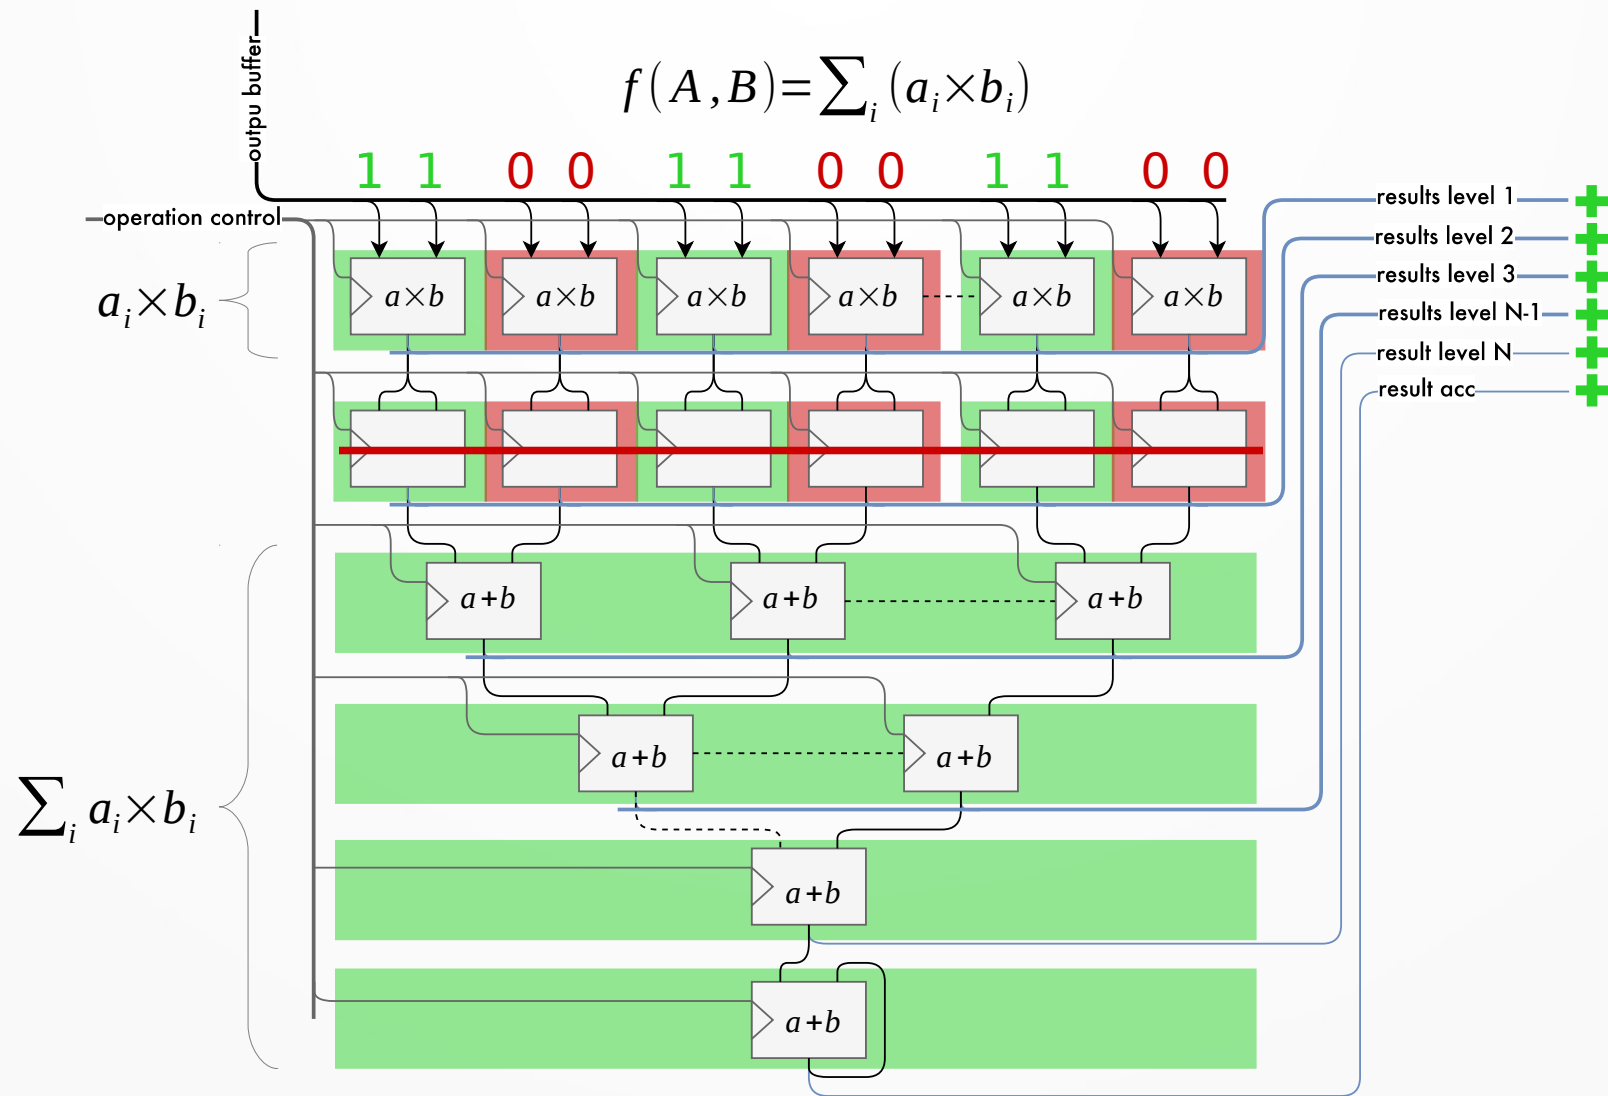 outpu buffer
f(A,B)=∑i(ai×bi)
1 1 0 0 1 1 0 0 1 1 0 0
operation control
results level 1
results level 2
results level 3
results level N-1
result level N
result acc
ai×bi
a×b a×b a×b a×b a×b a×b
a+b a+b a+b
a+b a+b
∑i ai×bi
a+b
a+b